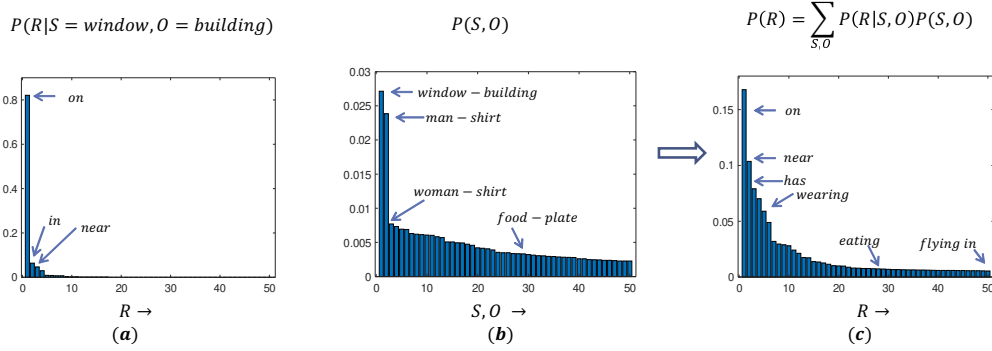 P(R|S = window, O = building)
0.8
0.6
0.4
0.2
0
0 10 20 30 40 50
on
in
near
R →
(a)
P(S, O)
0.03
0.025
0.02
0.015
0.01
0.005
0
0 10 20 30 40 50
window − building
man − shirt
woman − shirt
food − plate
S, O →
(b)
P(R) = ∑ P(R|S, O)P(S, O)
S,O
0.15
0.1
0.05
0
0 10 20 30 40 50
on
near
has
wearing
eating
flying in
R →
(c)